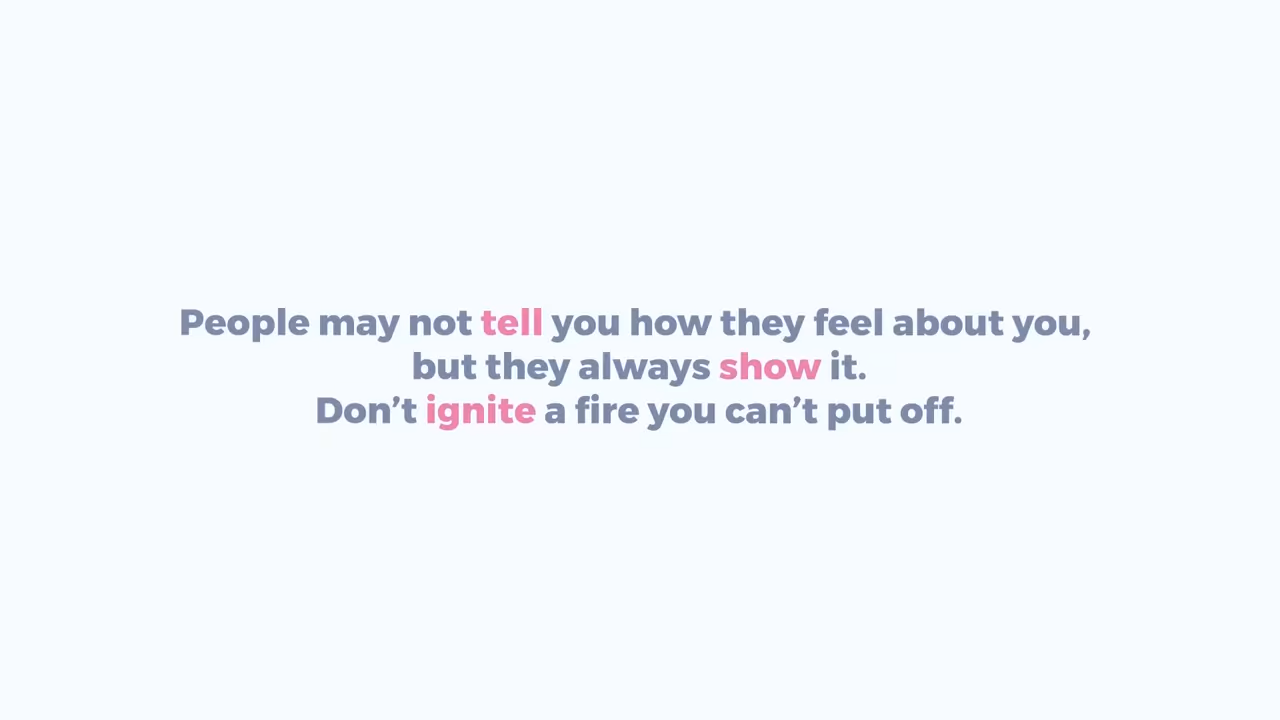 People may not tell you how they feel about you,
but they always show it.
Don’t ignite a fire you can’t put off.